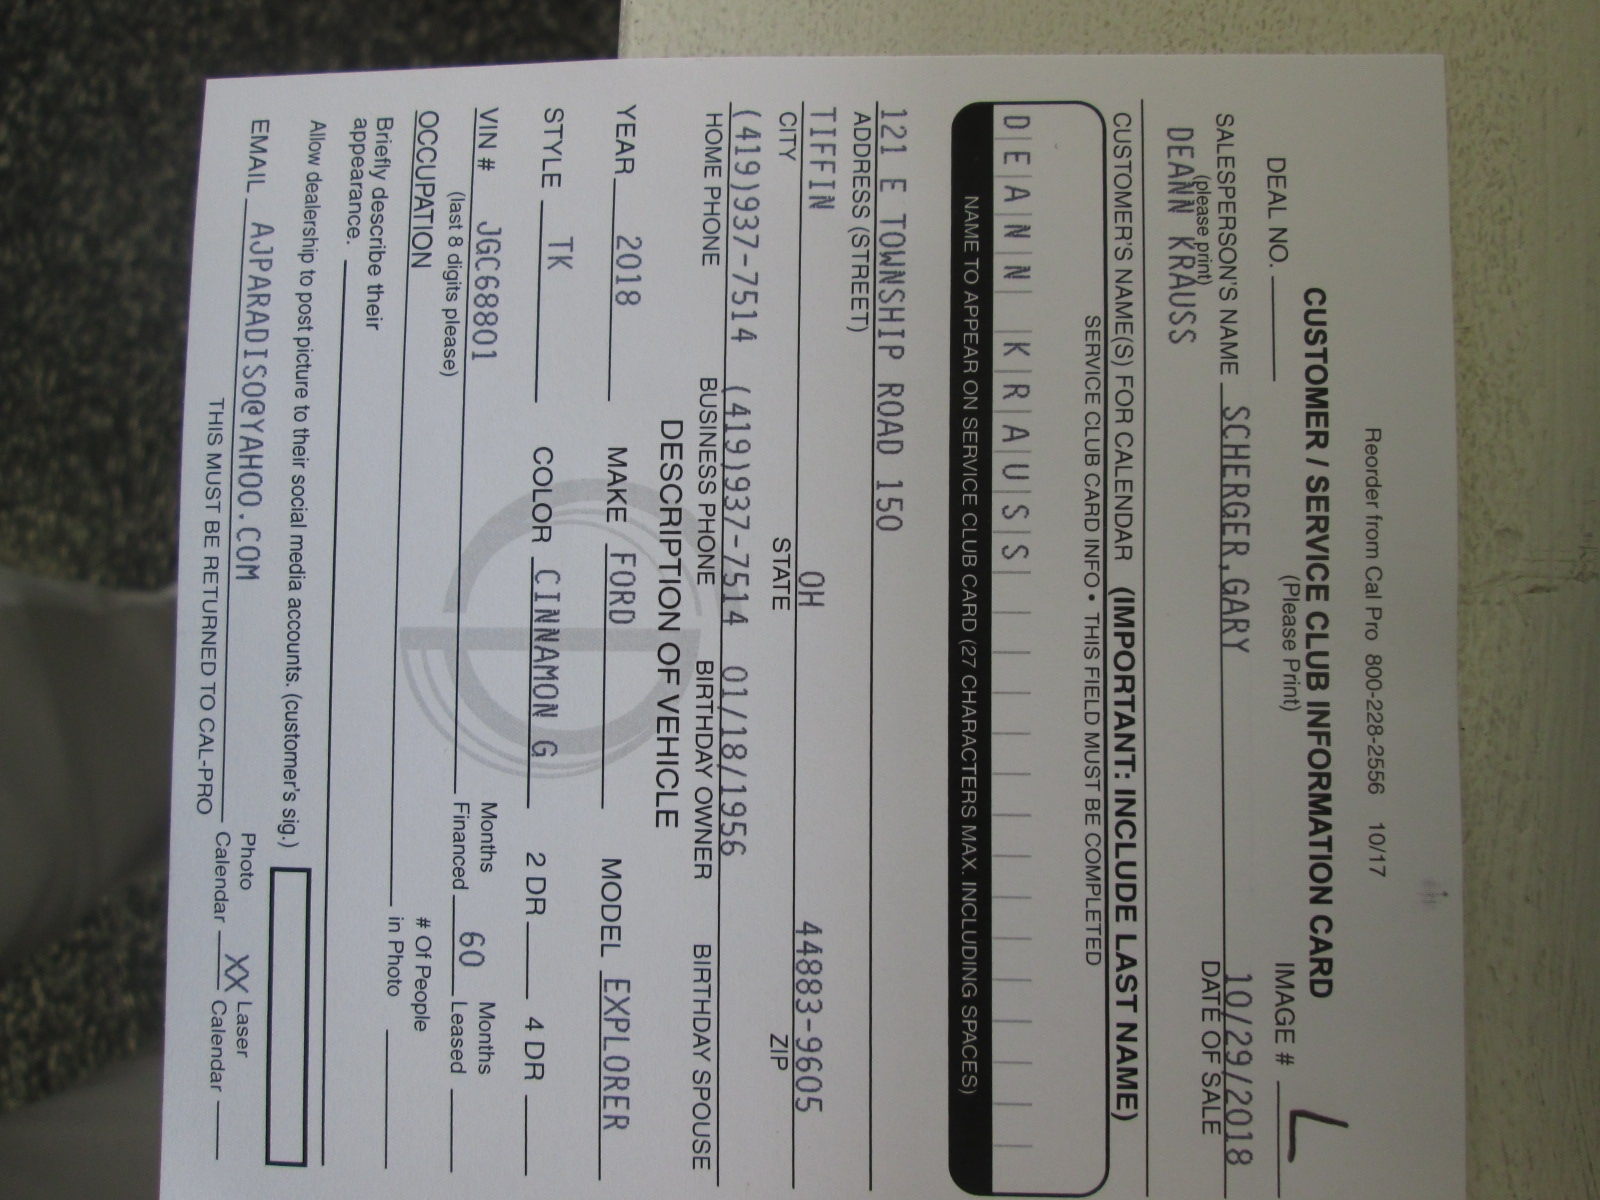 Reorder from Cal Pro 800-228-2556 10/17
CUSTOMER / SERVICE CLUB INFORMATION CARD
(Please Print)
DEAL NO. IMAGE #
SALESPERSON'S NAME SCHERGER,GARY 10/29/2018
(please print) DATE OF SALE
DEANN KRAUSS
CUSTOMER'S NAME(S) FOR CALENDAR (IMPORTANT: INCLUDE LAST NAME)
SERVICE CLUB CARD INFO • THIS FIELD MUST BE COMPLETED
DEANN KRAUSS
NAME TO APPEAR ON SERVICE CLUB CARD (27 CHARACTERS MAX. INCLUDING SPACES)
121 E TOWNSHIP ROAD 150
ADDRESS (STREET)
TIFFIN OH 44883-9605
CITY STATE ZIP
(419)937-7514 (419)937-7514 01/18/1956
HOME PHONE BUSINESS PHONE BIRTHDAY OWNER BIRTHDAY SPOUSE
DESCRIPTION OF VEHICLE
YEAR 2018 MAKE FORD MODEL EXPLORER
STYLE TK COLOR CINNAMON G 2 DR 4 DR
VIN # JGC68801 Months Financed 60 Months Leased
(last 8 digits please)
OCCUPATION # Of People in Photo
Briefly describe their
appearance.
Allow dealership to post picture to their social media accounts. (customer's sig.)
EMAIL AJPARADISO@YAHOO.COM Photo Calendar XX Laser Calendar
THIS MUST BE RETURNED TO CAL-PRO